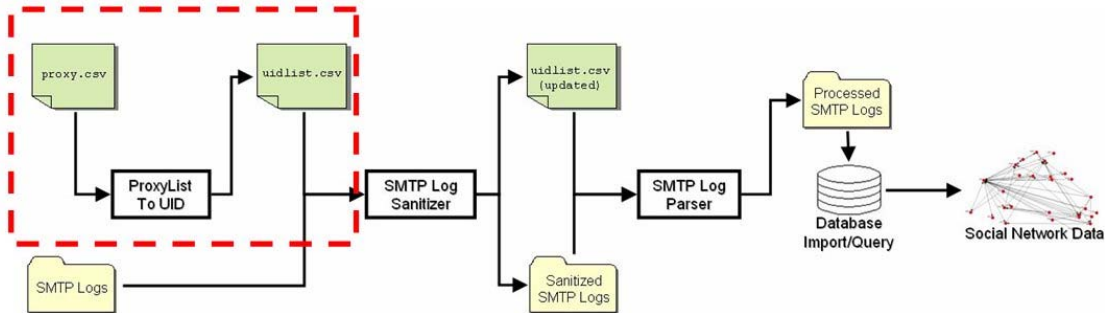 proxy.csv
uidlist.csv
ProxyList
To UID
SMTP Logs
SMTP Log
Sanitizer
uidlist.csv
(updated)
Sanitized
SMTP Logs
SMTP Log
Parser
Processed
SMTP Logs
Database
Import/Query
Social Network Data